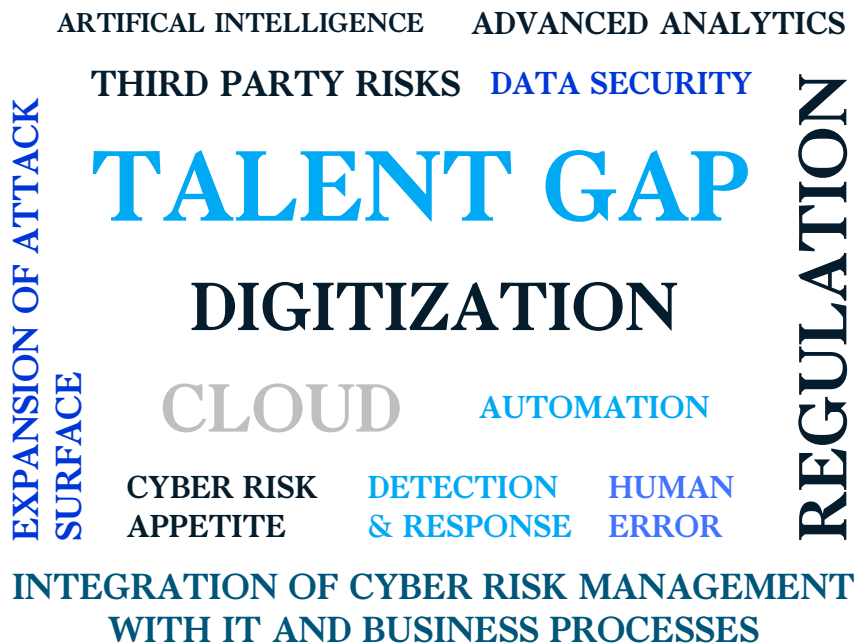 ARTIFICAL INTELLIGENCE
ADVANCED ANALYTICS
THIRD PARTY RISKS
DATA SECURITY
EXPANSION OF ATTACK
SURFACE
TALENT GAP
REGULATION
DIGITIZATION
CLOUD
AUTOMATION
CYBER RISK
APPETITE
DETECTION
& RESPONSE
HUMAN
ERROR
INTEGRATION OF CYBER RISK MANAGEMENT
WITH IT AND BUSINESS PROCESSES